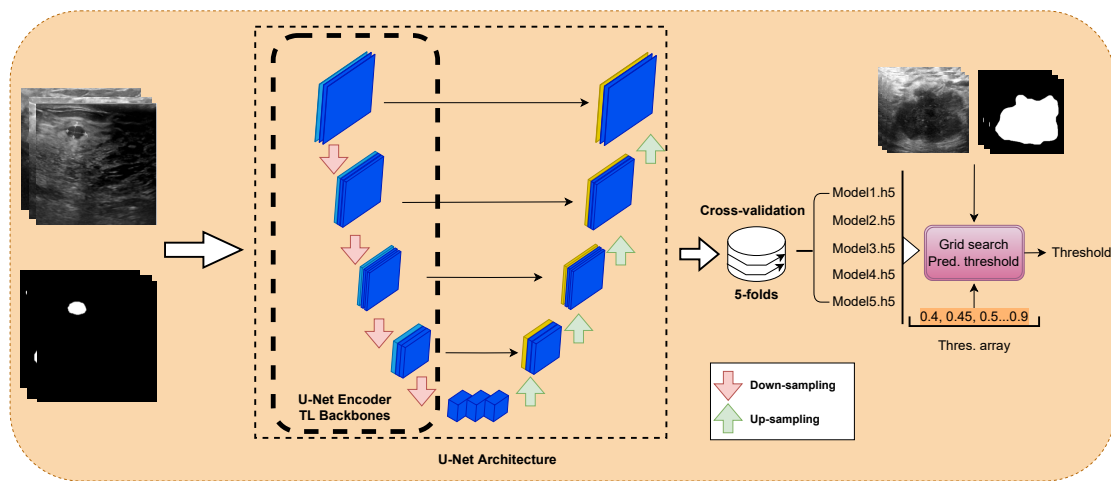 U-Net Encoder
TL Backbones
U-Net Architecture
Cross-validation
5-folds
Model1.h5
Model2.h5
Model3.h5
Model4.h5
Model5.h5
Grid search
Pred. threshold
Threshold
0.4, 0.45, 0.5...0.9
Thres. array
Down-sampling
Up-sampling